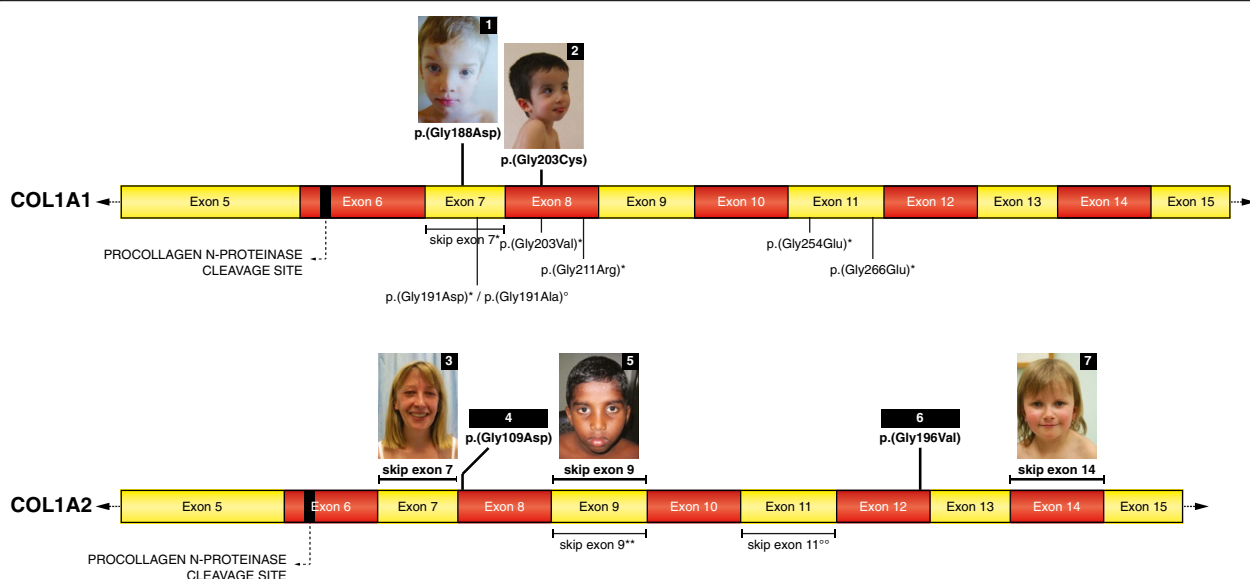 1
2
p.(Gly188Asp)
p.(Gly203Cys)
COL1A1
Exon 5
Exon 6
Exon 7
Exon 8
Exon 9
Exon 10
Exon 11
Exon 12
Exon 13
Exon 14
Exon 15
skip exon 7*
p.(Gly203Val)*
p.(Gly254Glu)*
PROCOLLAGEN N-PROTEINASE
CLEAVAGE SITE
p.(Gly211Arg)*
p.(Gly266Glu)*
p.(Gly191Asp)* / p.(Gly191Ala)°
3
5
7
4
6
p.(Gly109Asp)
p.(Gly196Val)
skip exon 7
skip exon 9
skip exon 14
COL1A2
Exon 5
Exon 6
Exon 7
Exon 8
Exon 9
Exon 10
Exon 11
Exon 12
Exon 13
Exon 14
Exon 15
skip exon 9**
skip exon 11°°
PROCOLLAGEN N-PROTEINASE
CLEAVAGE SITE